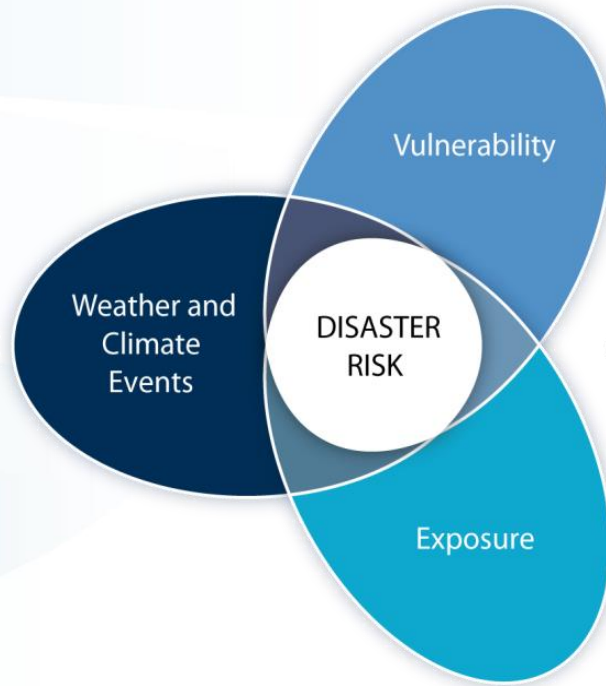 Vulnerability
Weather and
Climate
Events
DISASTER
RISK
Exposure